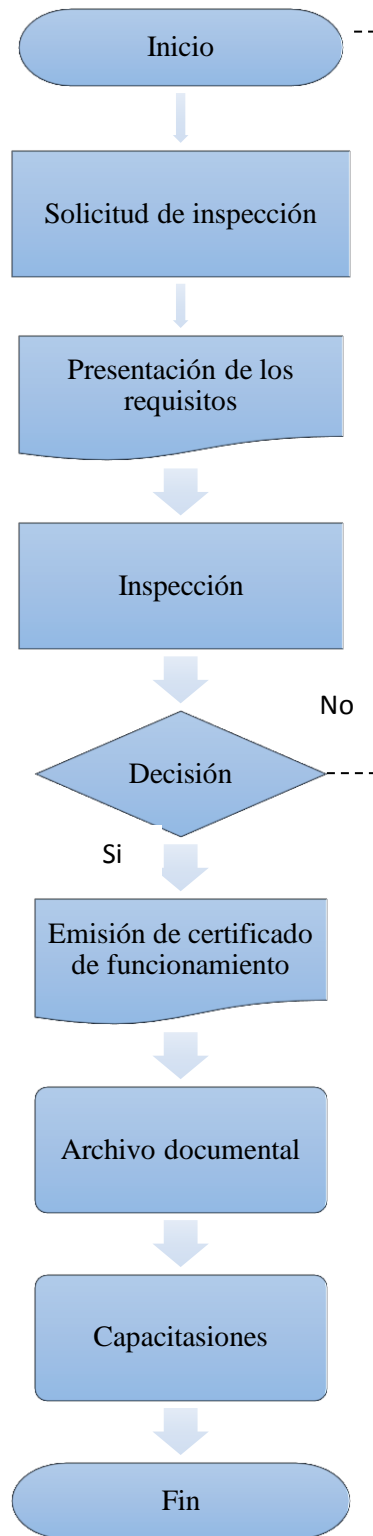 Inicio
Solicitud de inspección
Presentación de los
requisitos
Inspección
No
Decisión
Si
Emisión de certificado
de funcionamiento
Archivo documental
Capacitasiones
Fin